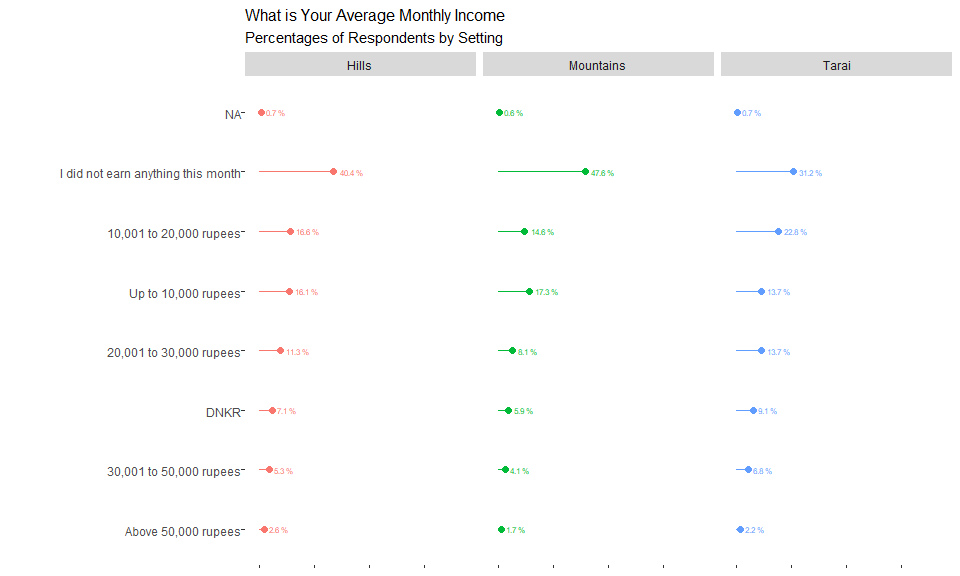 What is Your Average Monthly Income
Percentages of Respondents by Setting
Hills Mountains Tarai
NA 0.7 % 0.6 % 0.7 %
I did not earn anything this month 40.4 % 47.6 % 31.2 %
10,001 to 20,000 rupees 16.6 % 14.6 % 22.8 %
Up to 10,000 rupees 16.1 % 17.3 % 13.7 %
20,001 to 30,000 rupees 11.3 % 8.1 % 13.7 %
DNKR 7.1 % 5.9 % 9.1 %
30,001 to 50,000 rupees 5.3 % 4.1 % 6.8 %
Above 50,000 rupees 2.6 % 1.7 % 2.2 %